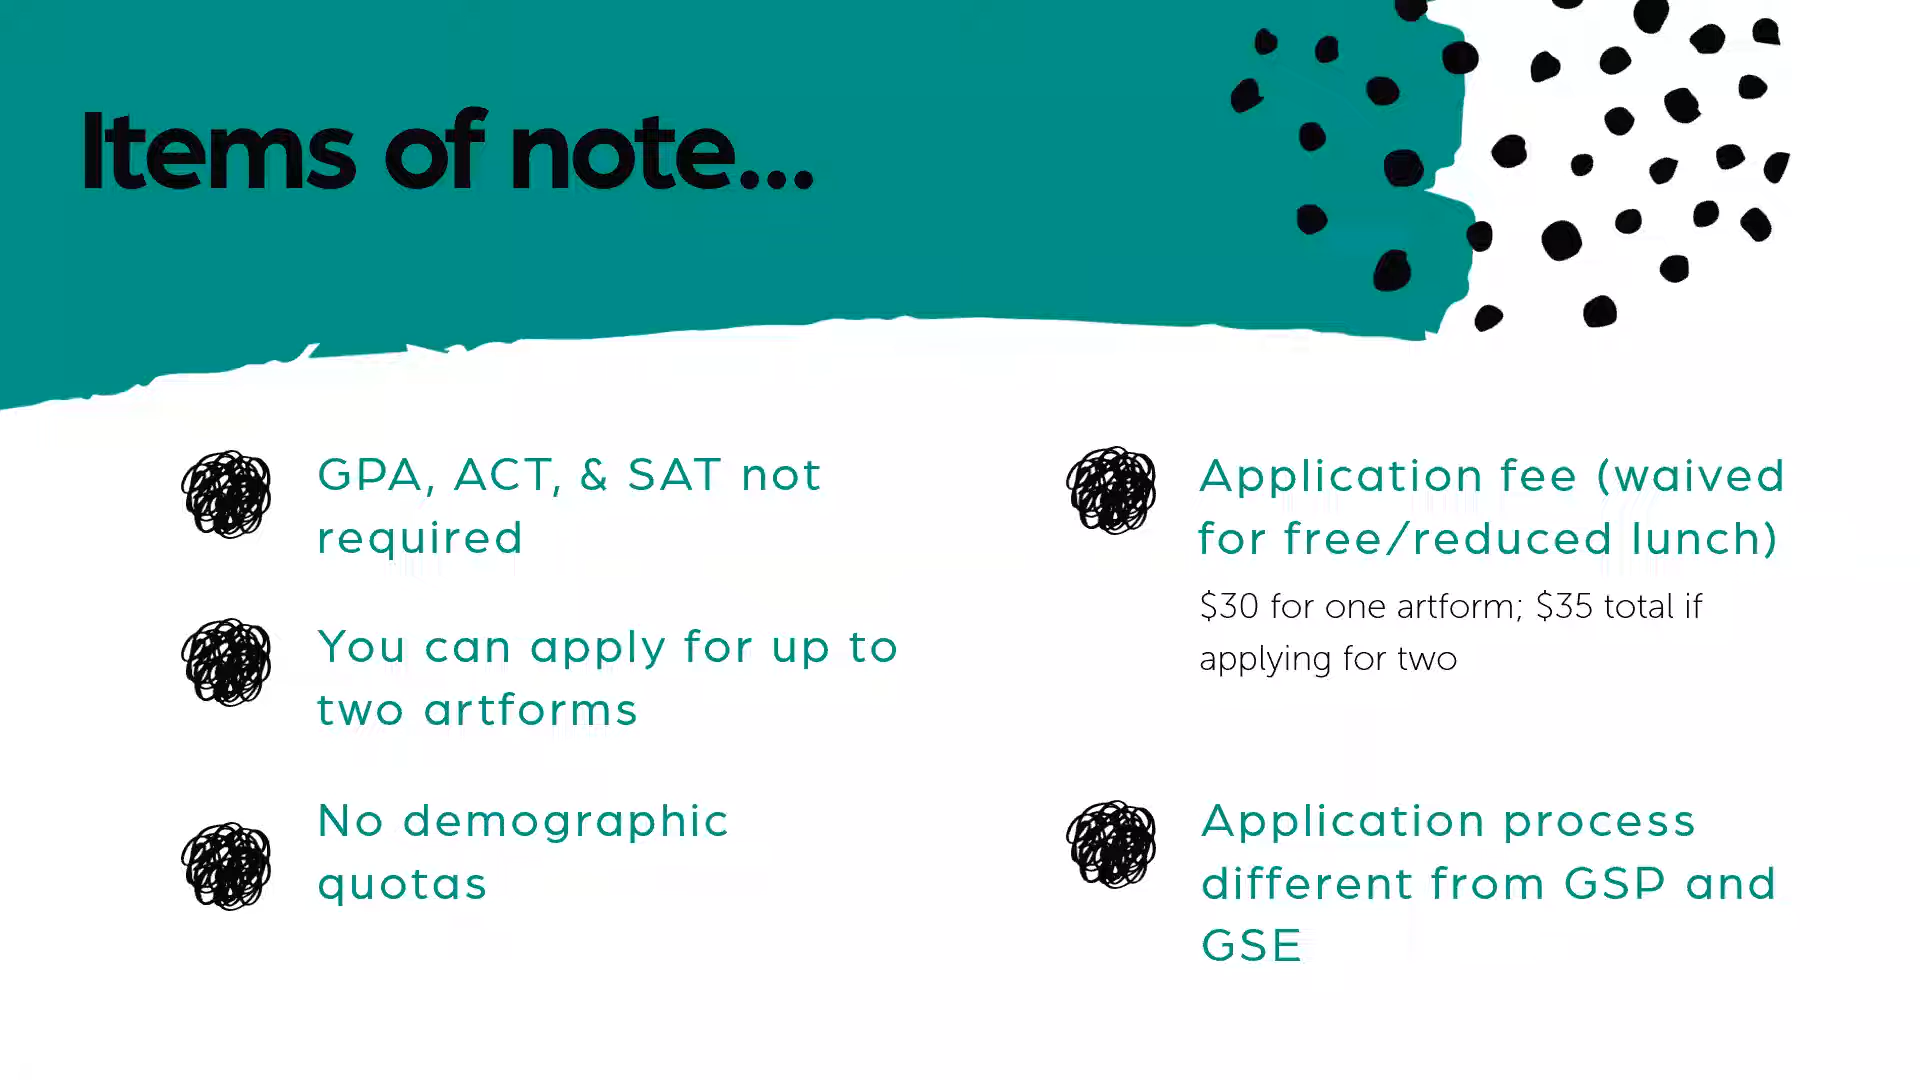 Items of note...
GPA, ACT, & SAT not
required
You can apply for up to
two artforms
No demographic
quotas
Application fee (waived
for free/reduced lunch)
$30 for one artform; $35 total if
applying for two
Application process
different from GSP and
GSE